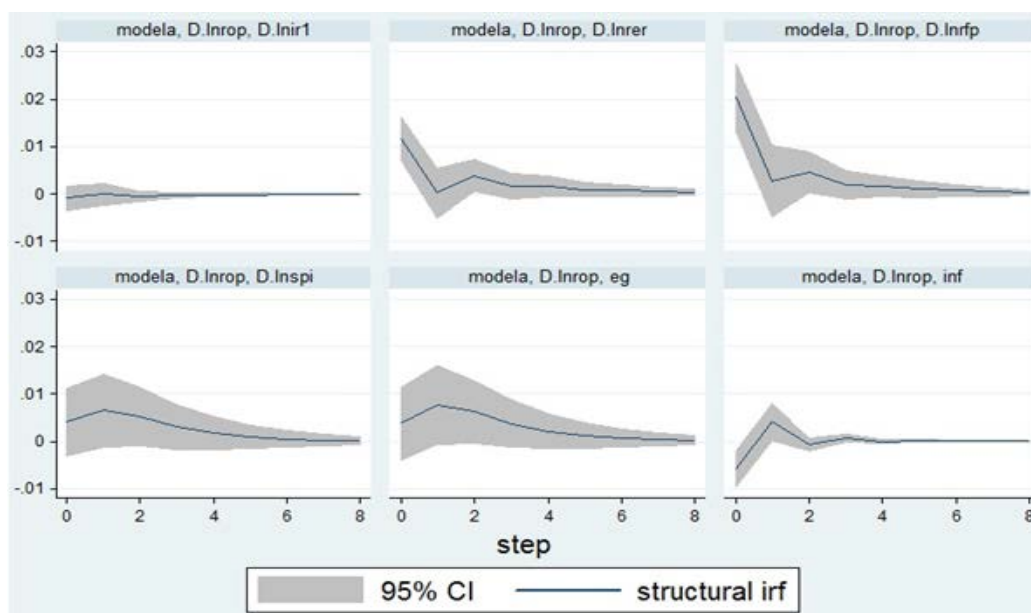 modela, D.lnrop, D.lnir1
modela, D.lnrop, D.lnrer
modela, D.lnrop, D.lnrfp
.03
.02
.01
0
-.01
modela, D.lnrop, D.lnspi
modela, D.lnrop, eg
modela, D.lnrop, inf
.03
.02
.01
0
-.01
0 2 4 6 8
0 2 4 6 8
0 2 4 6 8
step
95% CI
structural irf